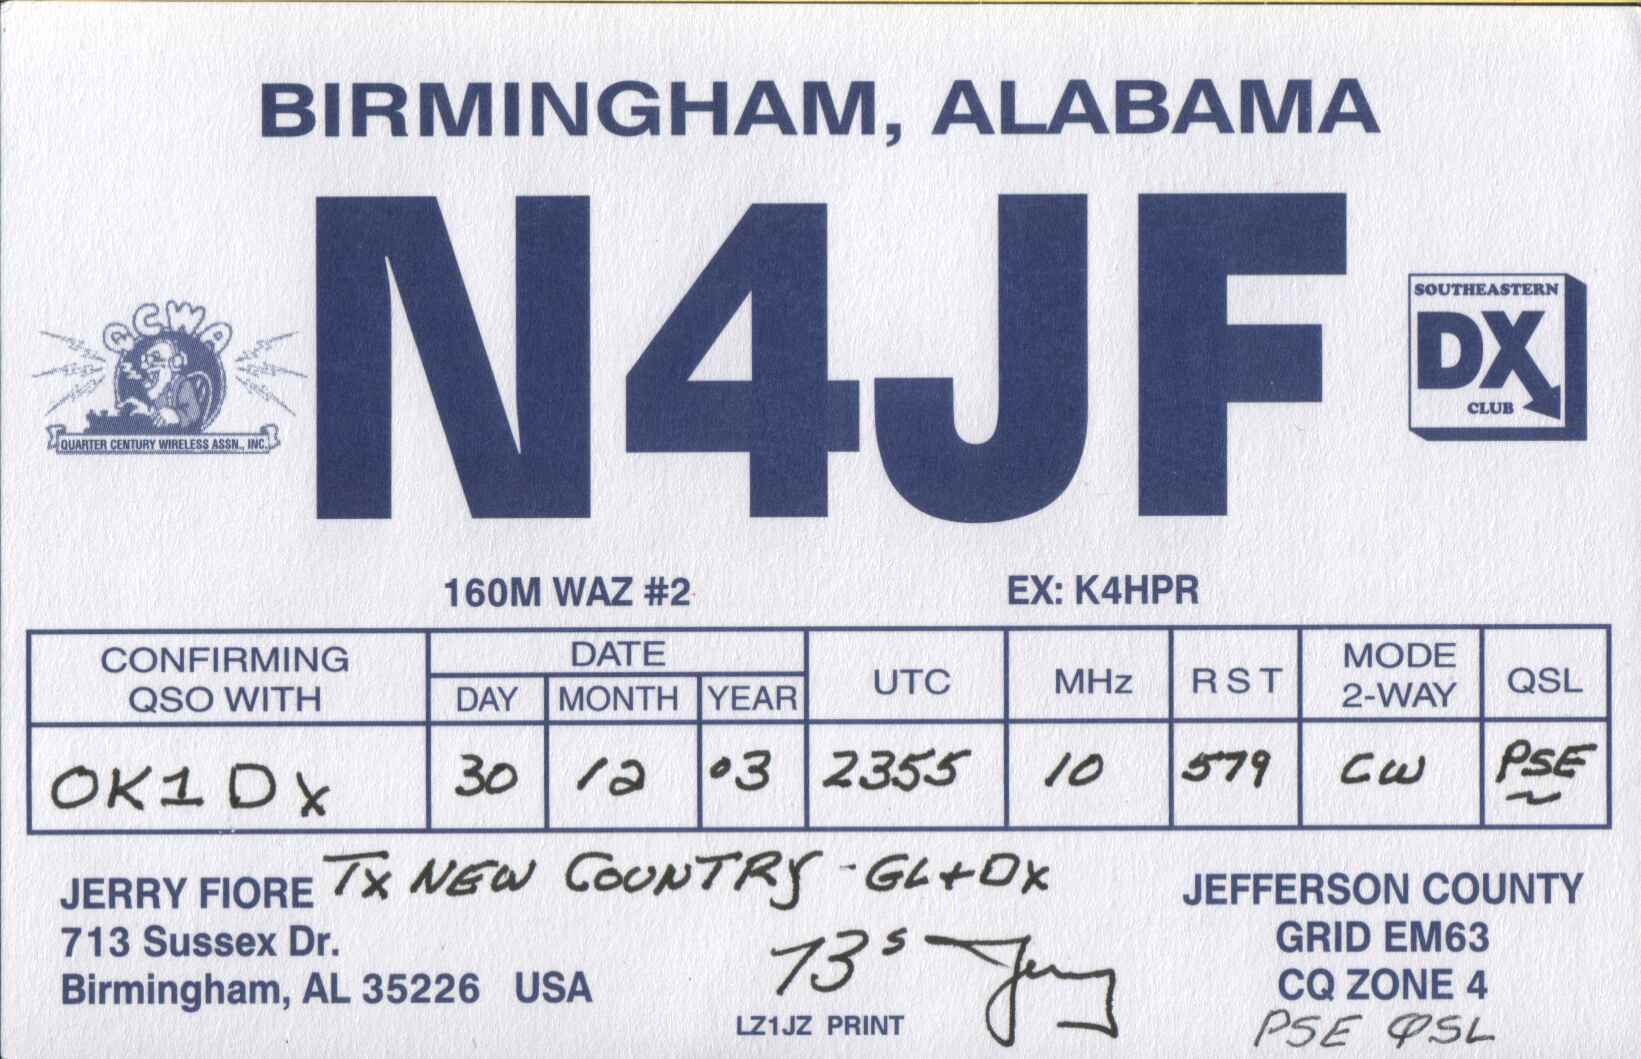 BIRMINGHAM, ALABAMA
N4JF
QCWA
QUARTER CENTURY WIRELESS ASSN., INC.
SOUTHEASTERN
DX
CLUB
160M WAZ #2
EX: K4HPR
CONFIRMING QSO WITH
DATE
DAY MONTH YEAR
UTC
MHz
RST
MODE 2-WAY
QSL
OK1DX 30 12 03 2355 10 579 CW PSE
JERRY FIORE
TX NEW COUNTRY - GL + DX
713 Sussex Dr.
Birmingham, AL 35226 USA
73s Jerry
LZ1JZ PRINT
JEFFERSON COUNTY
GRID EM63
CQ ZONE 4
PSE QSL